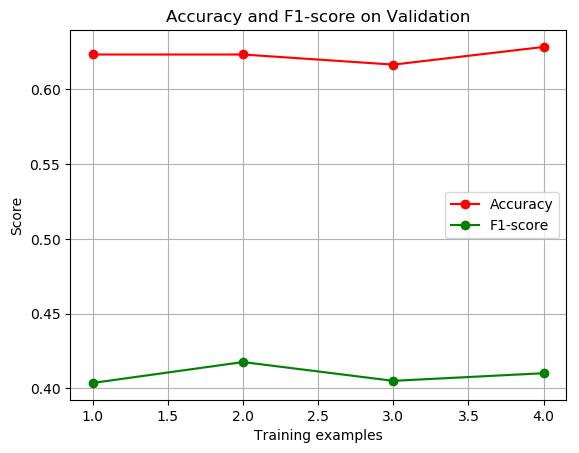 Accuracy and F1-score on Validation
Score
0.60
0.55
0.50
0.45
0.40
Accuracy
F1-score
1.0 1.5 2.0 2.5 3.0 3.5 4.0
Training examples